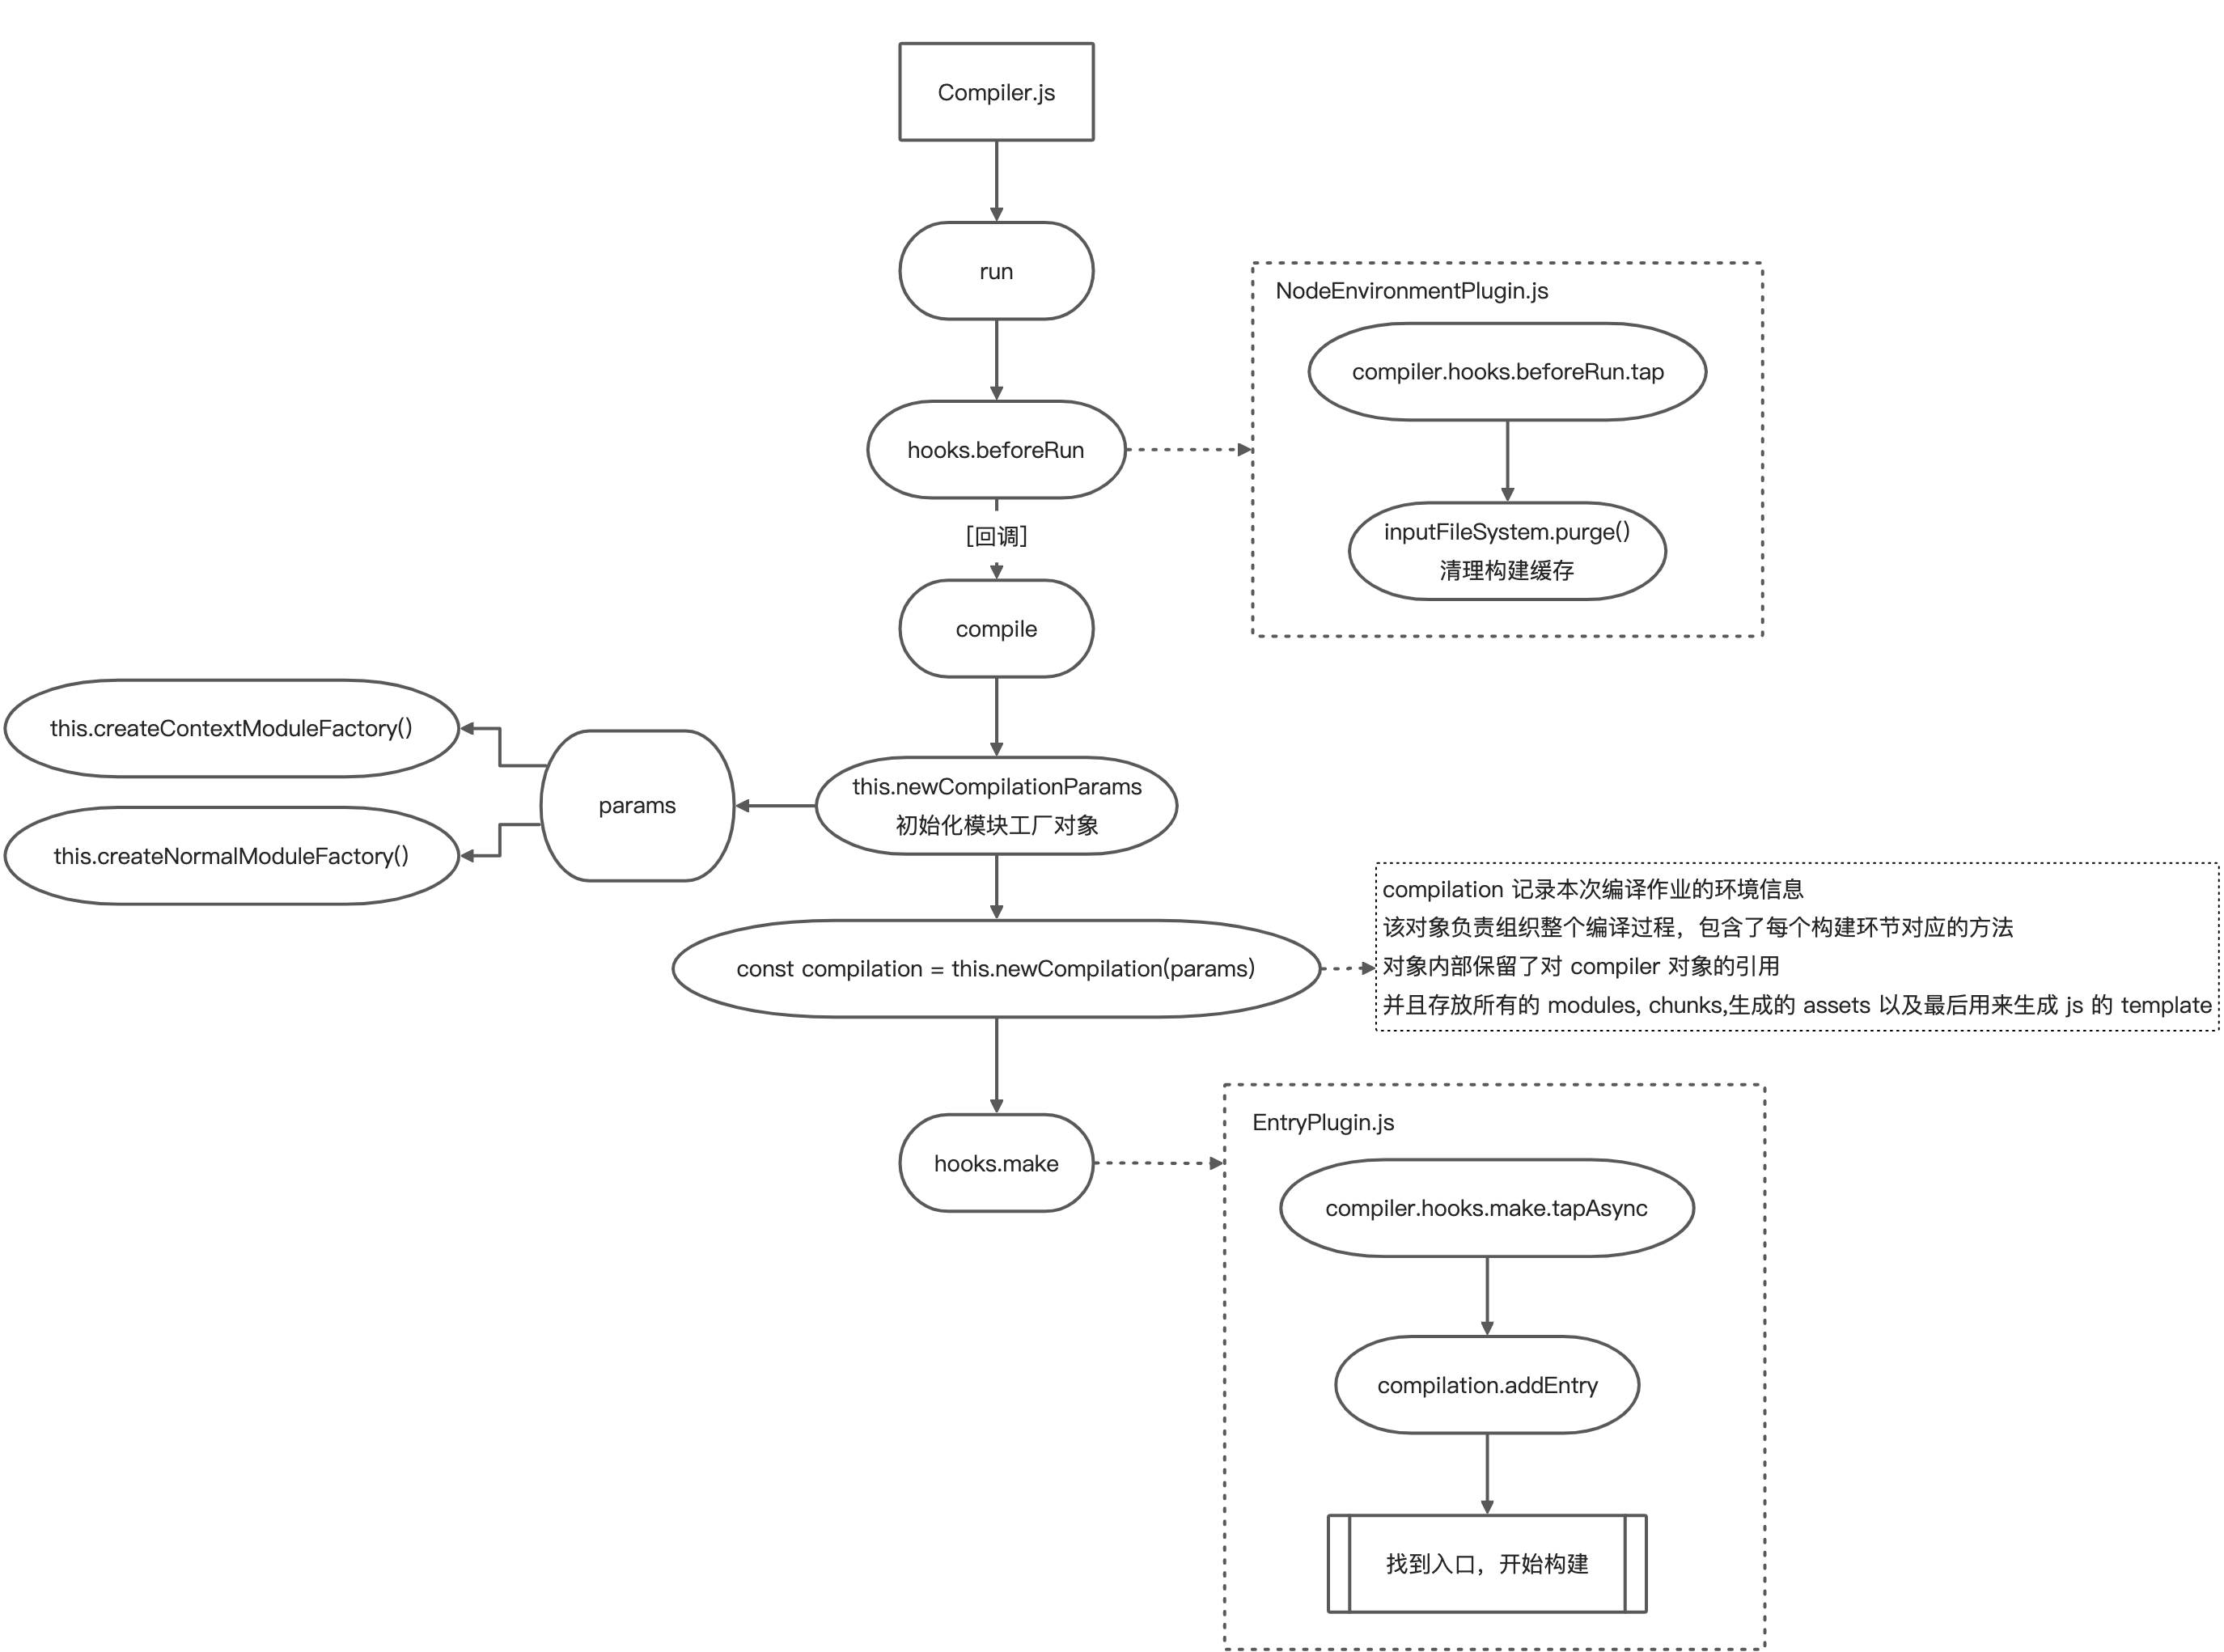 Compiler.js
run
NodeEnvironmentPlugin.js
compiler.hooks.beforeRun.tap
hooks.beforeRun
inputFileSystem.purge()
清理构建缓存
[回调]
compile
this.createContextModuleFactory()
this.newCompilationParams
初始化模块工厂对象
params
this.createNormalModuleFactory()
compilation 记录本次编译作业的环境信息
该对象负责组织整个编译过程，包含了每个构建环节对应的方法
对象内部保留了对 compiler 对象的引用
并且存放所有的 modules, chunks,生成的 assets 以及最后用来生成 js 的 template
const compilation = this.newCompilation(params)
EntryPlugin.js
hooks.make
compiler.hooks.make.tapAsync
compilation.addEntry
找到入口，开始构建